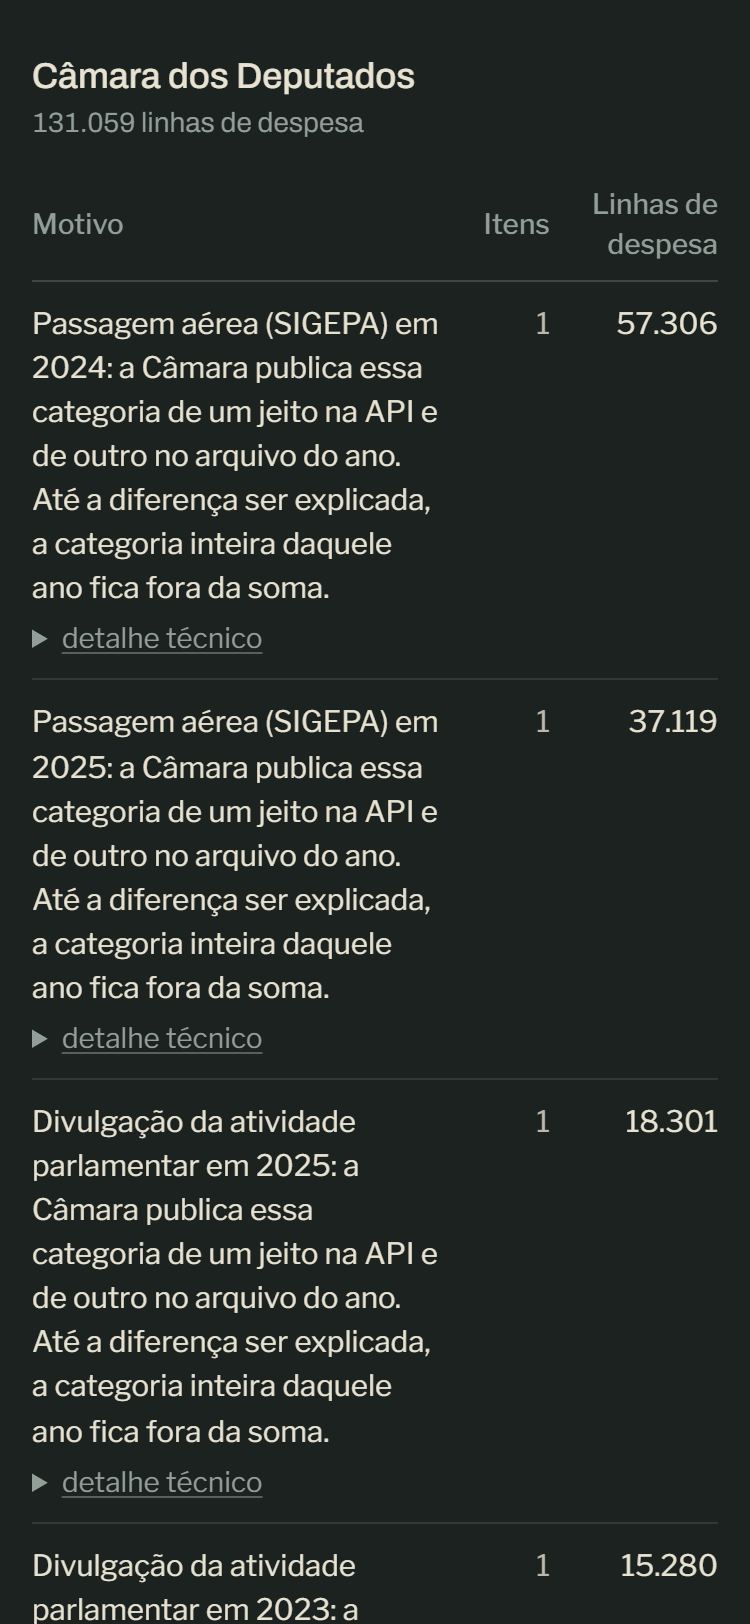 Câmara dos Deputados
131.059 linhas de despesa
Motivo Itens Linhas de despesa
Passagem aérea (SIGEPA) em 1 57.306
2024: a Câmara publica essa
categoria de um jeito na API e
de outro no arquivo do ano.
Até a diferença ser explicada,
a categoria inteira daquele
ano fica fora da soma.
▶ detalhe técnico
Passagem aérea (SIGEPA) em 1 37.119
2025: a Câmara publica essa
categoria de um jeito na API e
de outro no arquivo do ano.
Até a diferença ser explicada,
a categoria inteira daquele
ano fica fora da soma.
▶ detalhe técnico
Divulgação da atividade 1 18.301
parlamentar em 2025: a
Câmara publica essa
categoria de um jeito na API e
de outro no arquivo do ano.
Até a diferença ser explicada,
a categoria inteira daquele
ano fica fora da soma.
▶ detalhe técnico
Divulgação da atividade 1 15.280
parlamentar em 2023: a